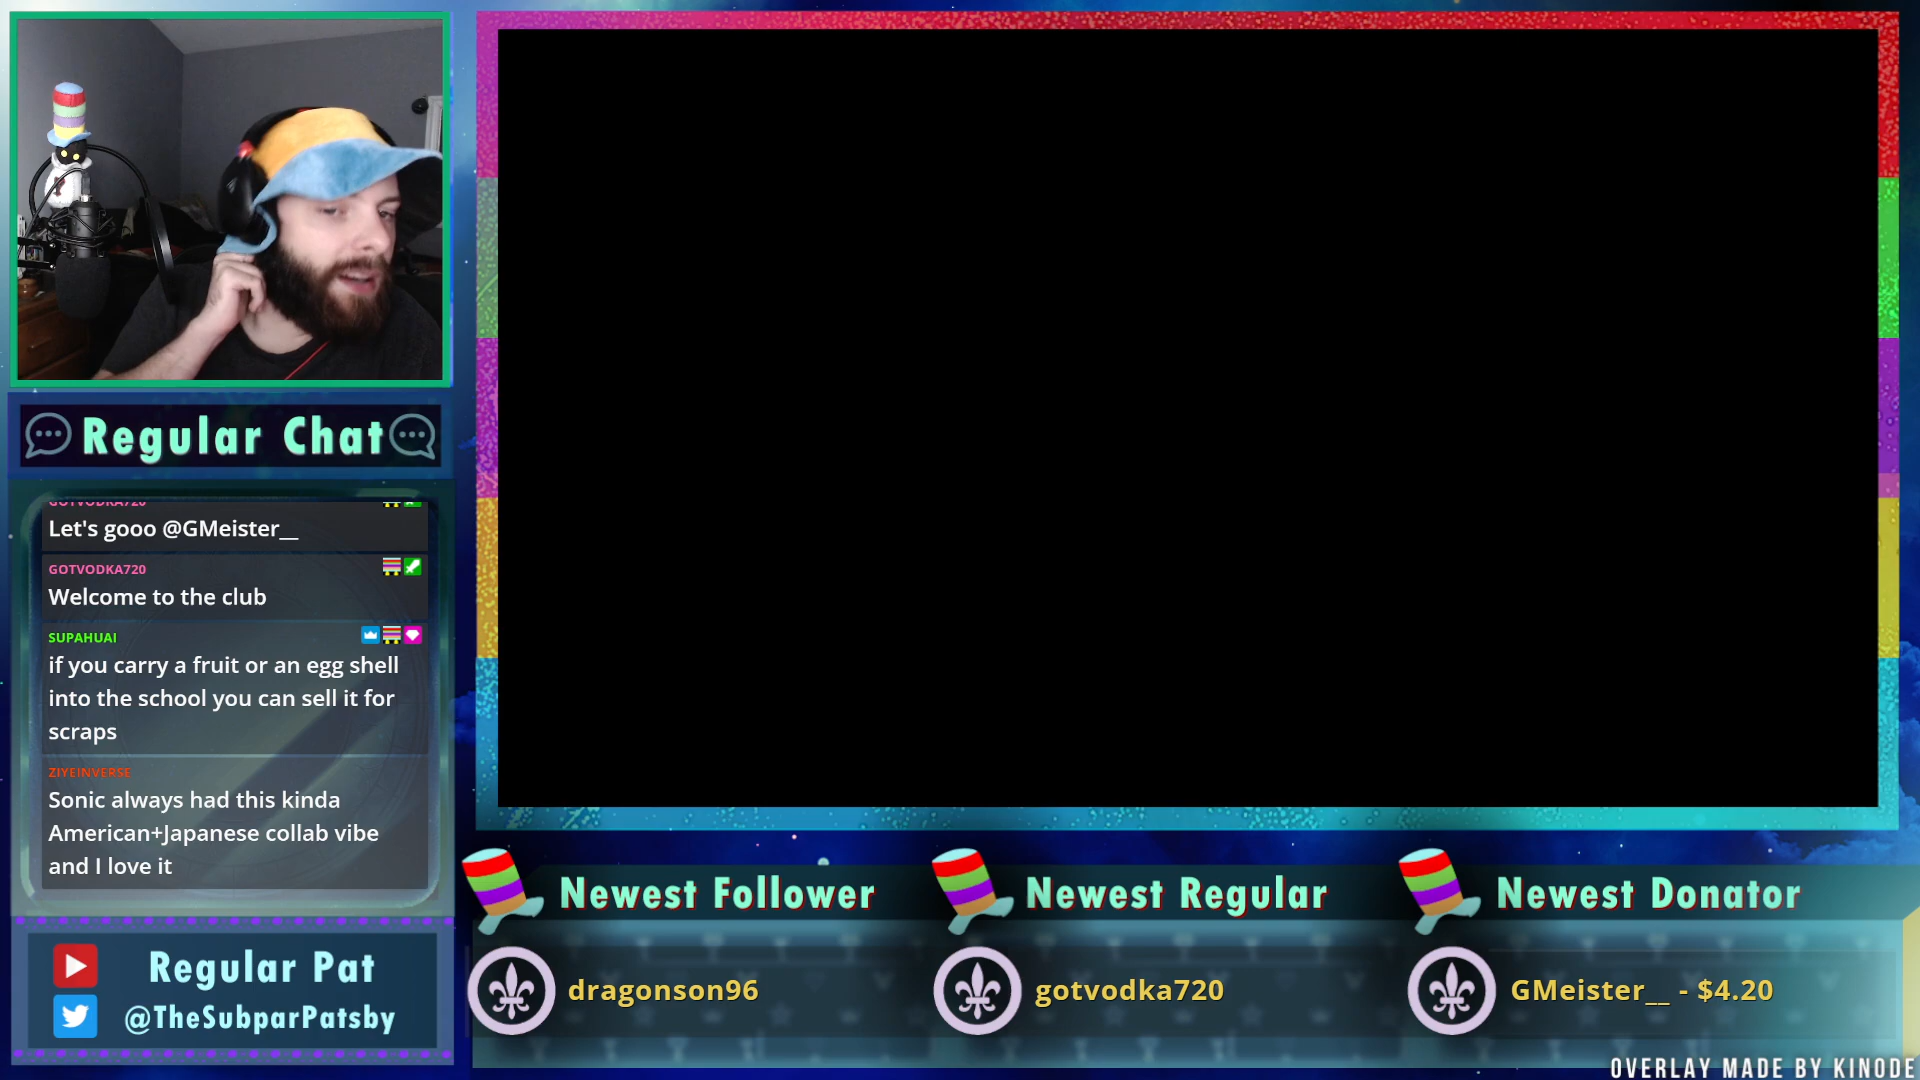 Regular Chat
GOTVODKA720
Let's gooo @GMeister__
GOTVODKA720
Welcome to the club
SUPAHUAI
if you carry a fruit or an egg shell
into the school you can sell it for
scraps
ZIYEINVERSE
Sonic always had this kinda
American+Japanese collab vibe
and I love it
Regular Pat
@TheSubparPatsby
Newest Follower
dragonson96
Newest Regular
gotvodka720
Newest Donator
GMeister__ - $4.20
OVERLAY MADE BY KINODE